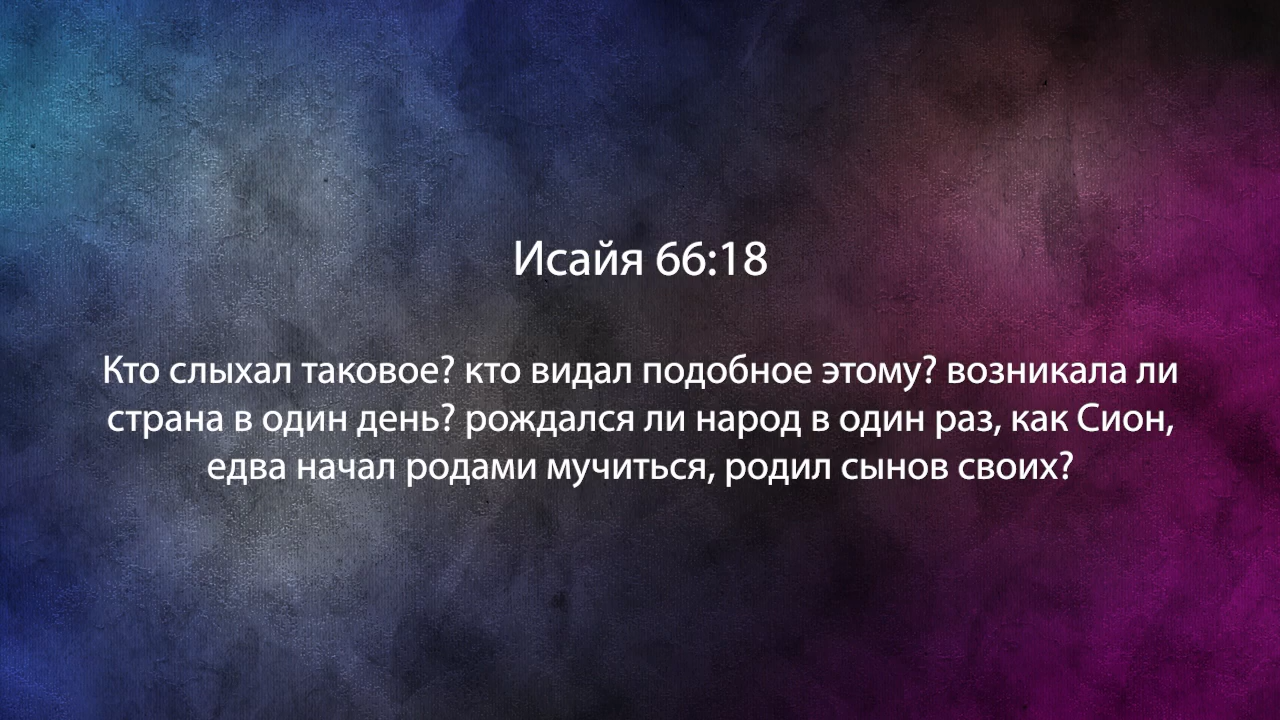 Исайя 66:18
Кто слыхал таковое? кто видал подобное этому? возникала ли
страна в один день? рождался ли народ в один раз, как Сион,
едва начал родами мучиться, родил сынов своих?